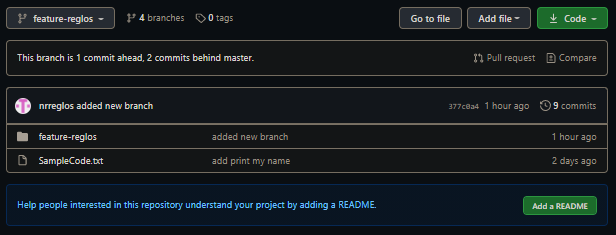 feature-reglos 4 branches 0 tags Go to file Add file Code
This branch is 1 commit ahead, 2 commits behind master. Pull request Compare
nrreglos added new branch 377c0a4 1 hour ago 9 commits
feature-reglos added new branch 1 hour ago
SampleCode.txt add print my name 2 days ago
Help people interested in this repository understand your project by adding a README. Add a README